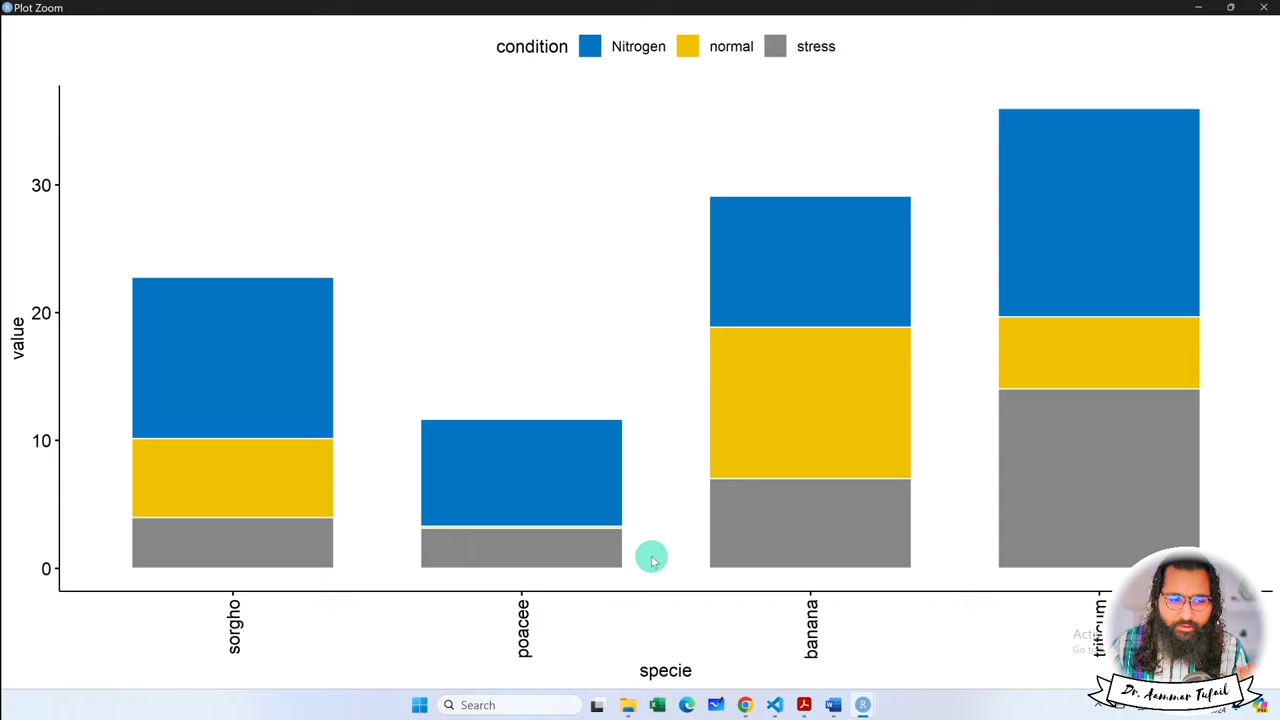 Plot Zoom
condition Nitrogen normal stress
30
20
10
0
value
sorgho
poacee
banana
triticum
specie
Search
Dr. Aammar Tufail